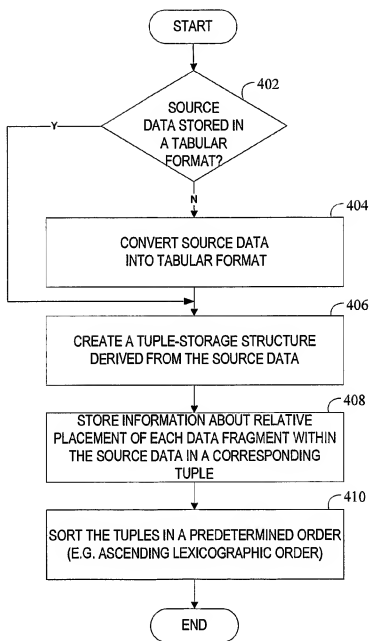 START
402
SOURCE
DATA STORED IN
A TABULAR
FORMAT?
Y
N
404
CONVERT SOURCE DATA
INTO TABULAR FORMAT
406
CREATE A TUPLE-STORAGE STRUCTURE
DERIVED FROM THE SOURCE DATA
408
STORE INFORMATION ABOUT RELATIVE
PLACEMENT OF EACH DATA FRAGMENT WITHIN
THE SOURCE DATA IN A CORRESPONDING
TUPLE
410
SORT THE TUPLES IN A PREDETERMINED ORDER
(E.G. ASCENDING LEXICOGRAPHIC ORDER)
END